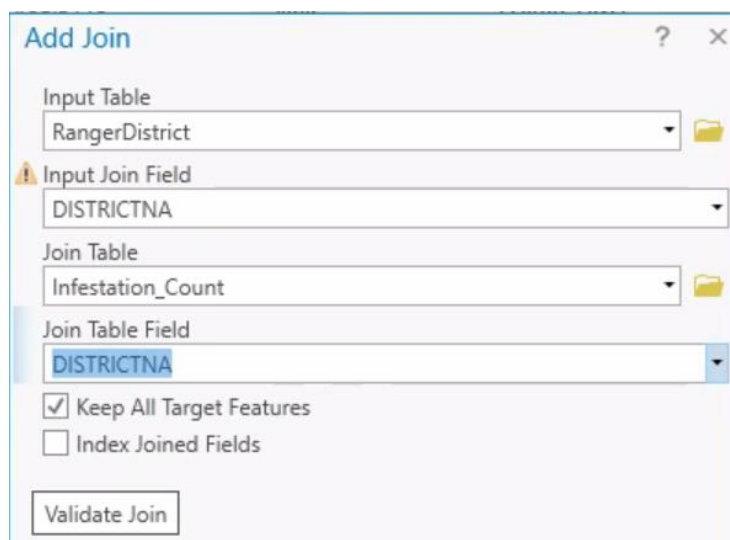 Add Join
? ×
Input Table
RangerDistrict
Input Join Field
DISTRICTNA
Join Table
Infestation_Count
Join Table Field
DISTRICTNA
Keep All Target Features
Index Joined Fields
Validate Join